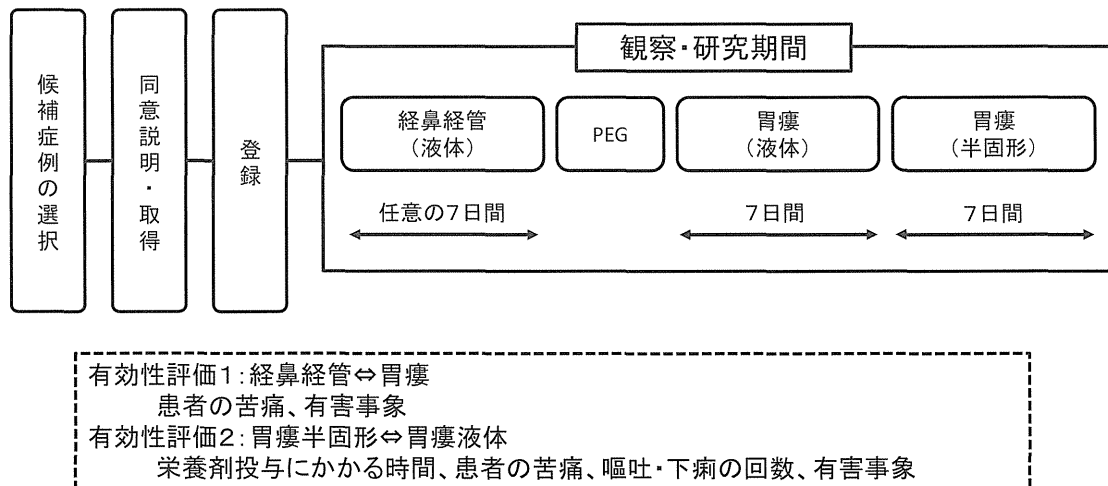 候補症例の選択
同意説明・取得
登録
観察・研究期間
経鼻経管
（液体）
PEG
胃瘻
（液体）
胃瘻
（半固形）
任意の7日間
7日間
7日間
有効性評価1：経鼻経管⇔胃瘻
患者の苦痛、有害事象
有効性評価2：胃瘻半固形⇔胃瘻液体
栄養剤投与にかかる時間、患者の苦痛、嘔吐・下痢の回数、有害事象